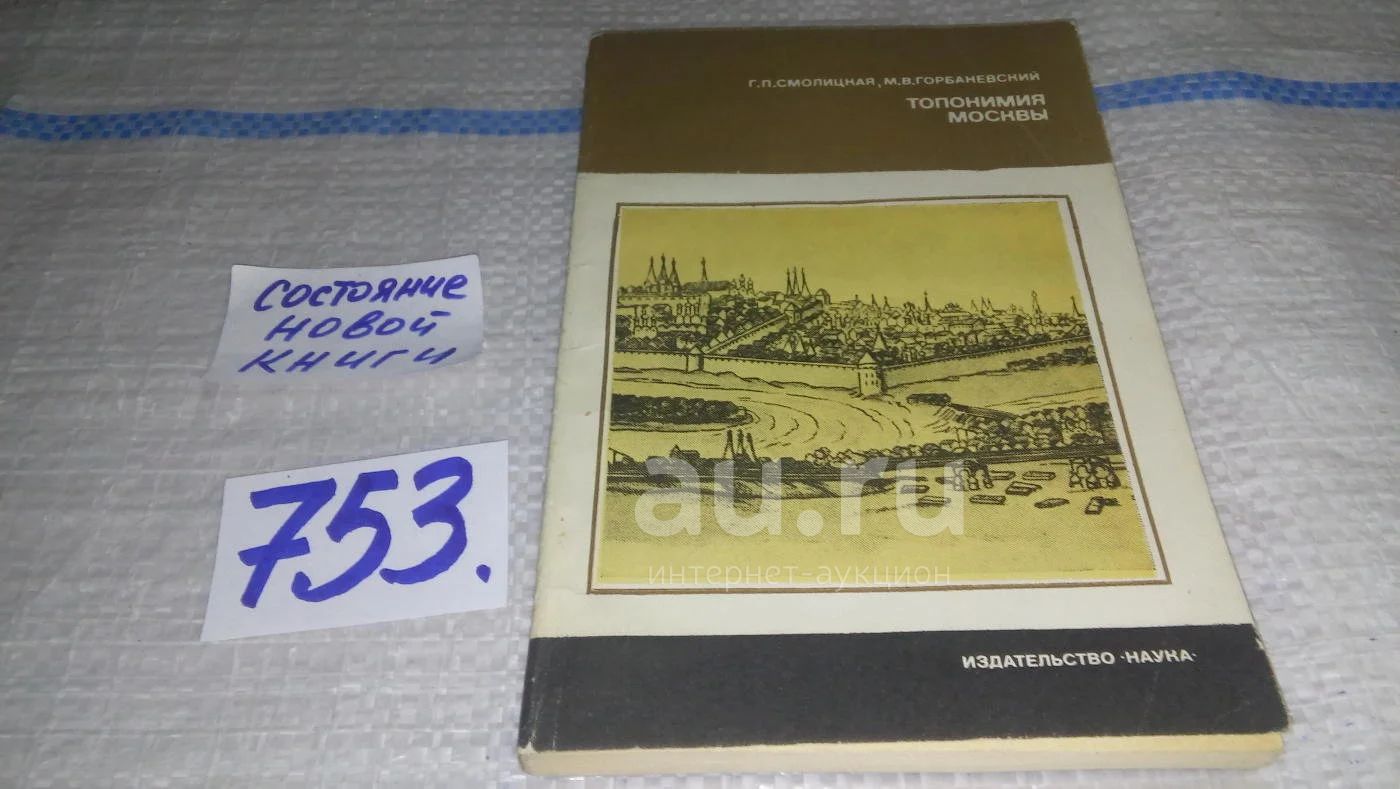 Г.П.СМОЛИЦКАЯ, М.В.ГОРБАНЕВСКИЙ
ТОПОНИМИЯ
МОСКВЫ
СОСТОЯНИЕ
НОВОЙ
КНИГИ
753.
au.ru
интернет-аукцион
ИЗДАТЕЛЬСТВО ·НАУКА·